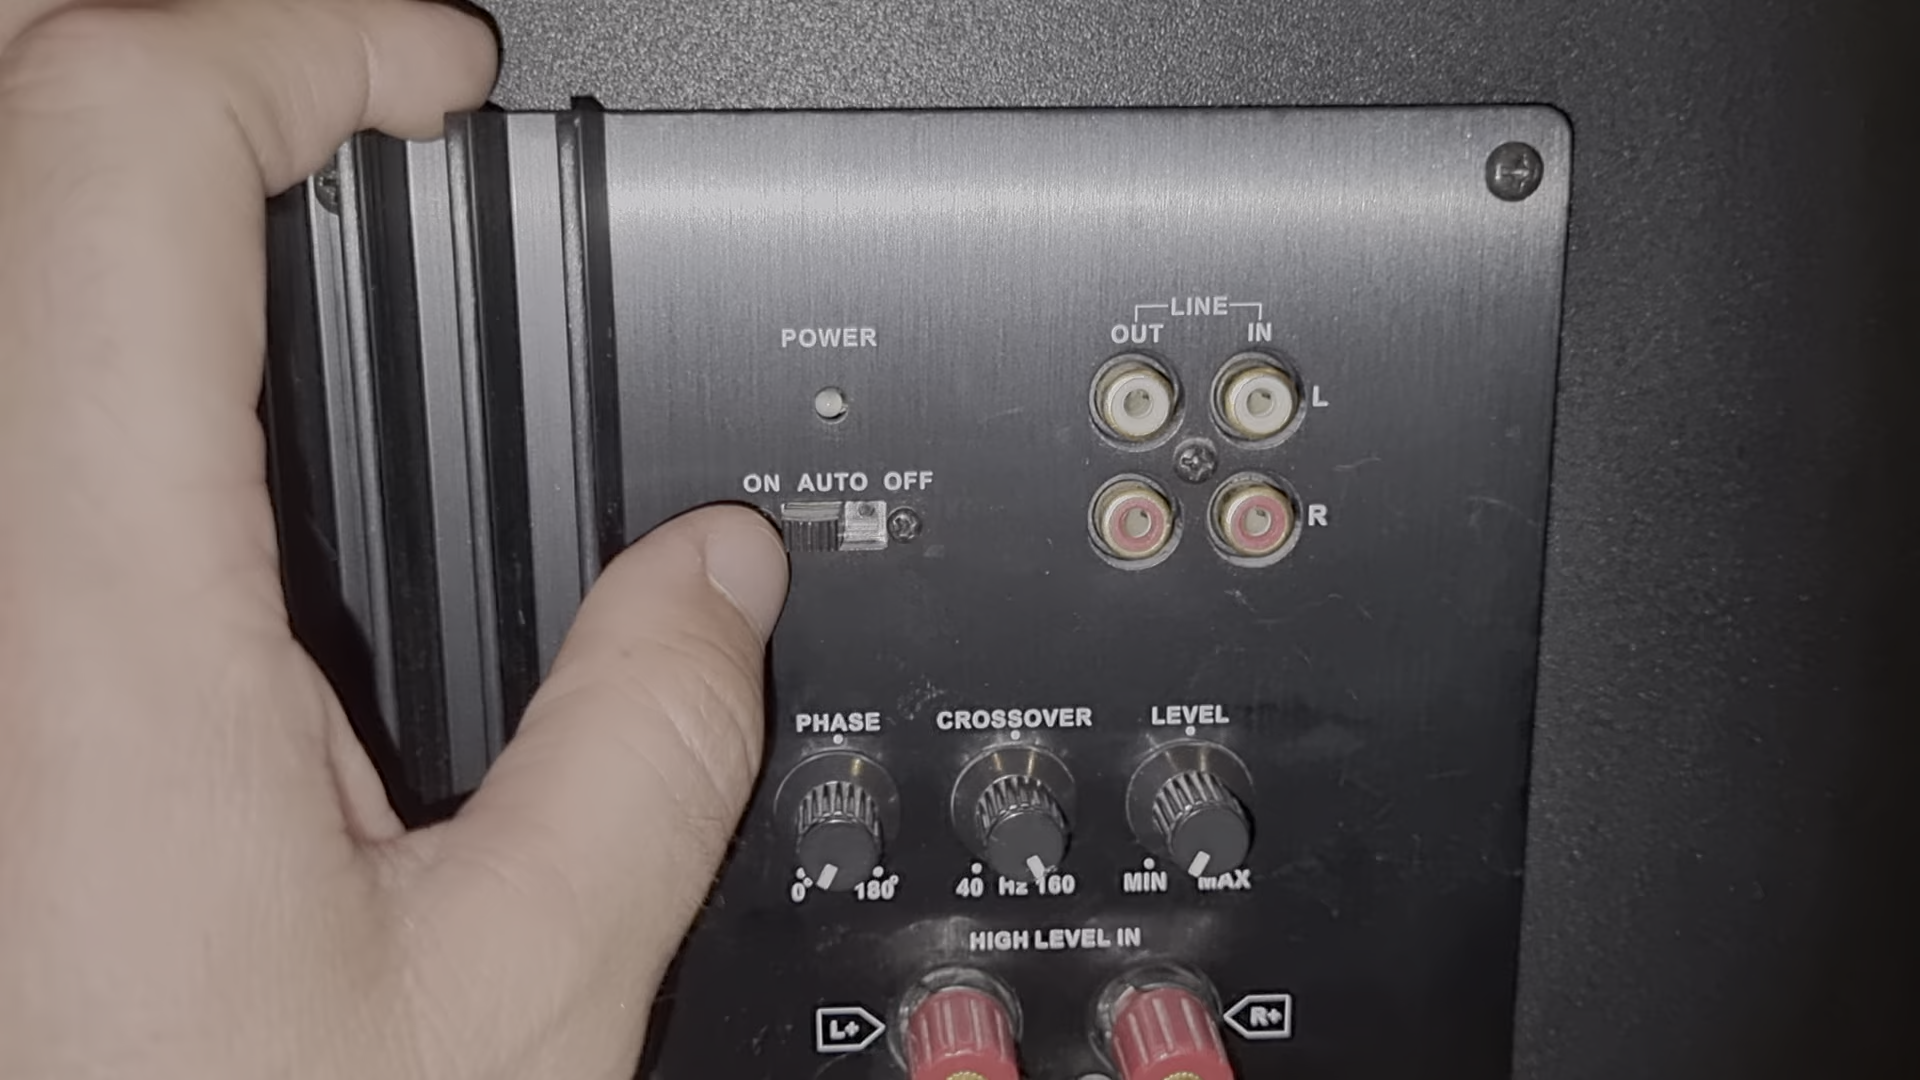 LINE
OUT IN
POWER
L
ON AUTO OFF
R
PHASE CROSSOVER LEVEL
0° 180° 40 Hz 160 MIN MAX
HIGH LEVEL IN
L+ R+